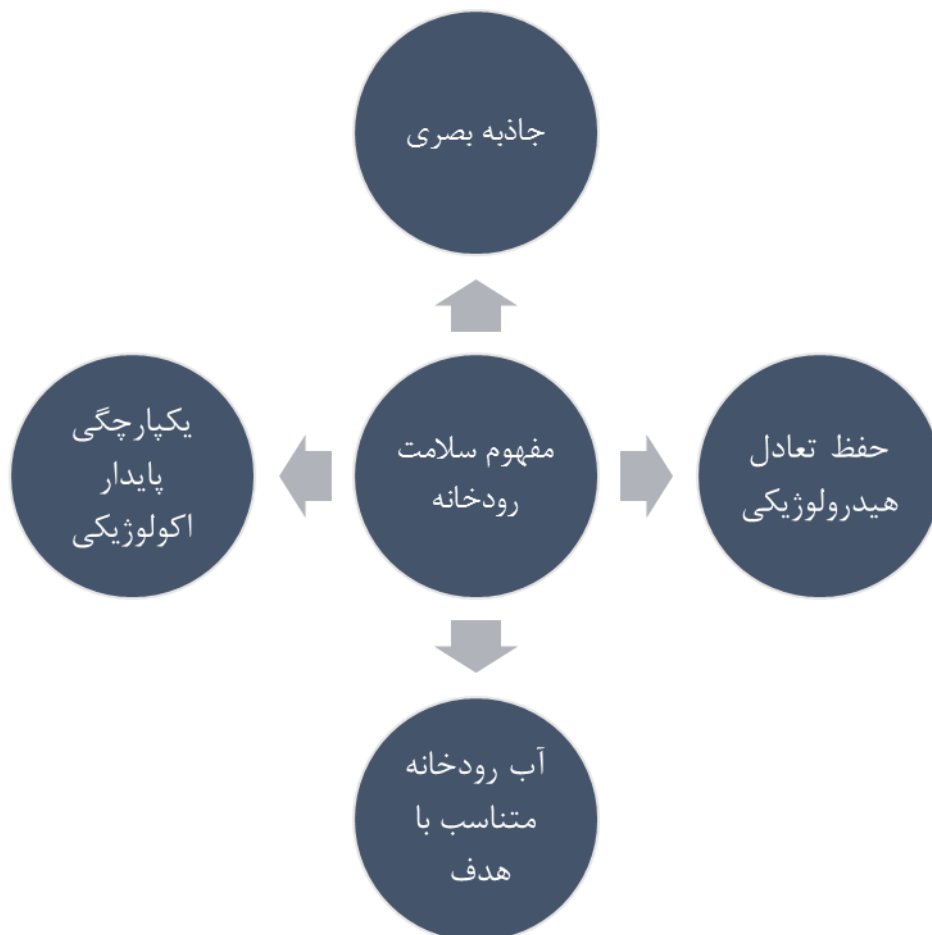 جاذبه بصری
یکپارچگی
پایدار
اکولوژیکی
مفهوم سلامت
رودخانه
حفظ تعادل
هیدرولوژیکی
آب رودخانه
متناسب با
هدف